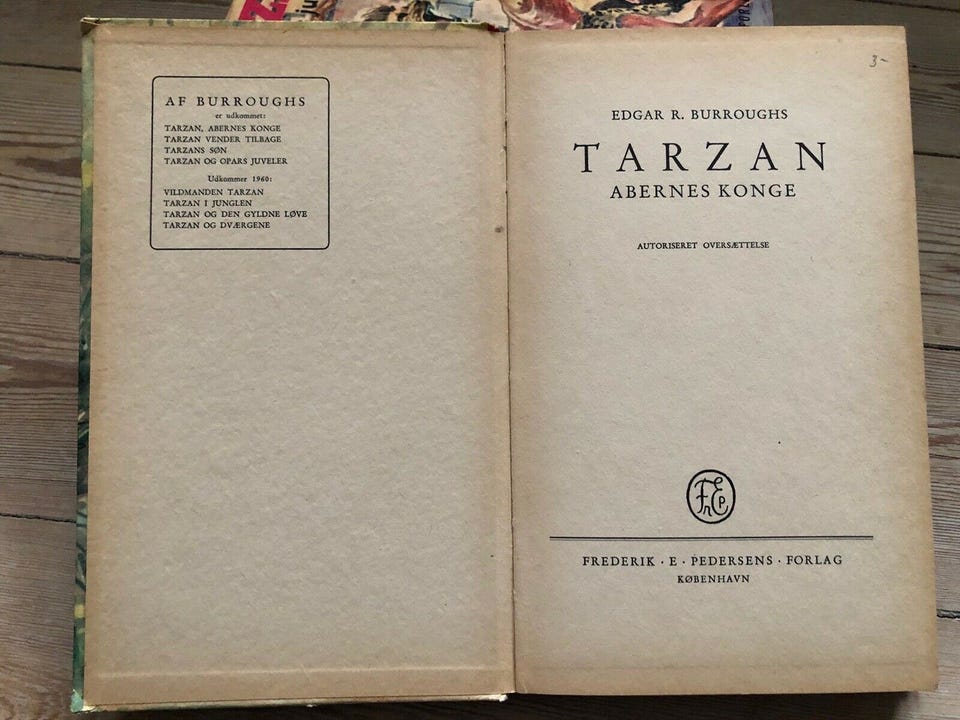 AF BURROUGHS
er udkommet:
TARZAN, ABERNES KONGE
TARZAN VENDER TILBAGE
TARZANS SØN
TARZAN OG OPARS JUVELER
Udkommer 1960:
VILDMANDEN TARZAN
TARZAN I JUNGLEN
TARZAN OG DEN GYLDNE LØVE
TARZAN OG DVÆRGENE
3-
EDGAR R. BURROUGHS
TARZAN
ABERNES KONGE
AUTORISERET OVERSÆTTELSE
FrEP
FREDERIK · E · PEDERSENS · FORLAG
KØBENHAVN